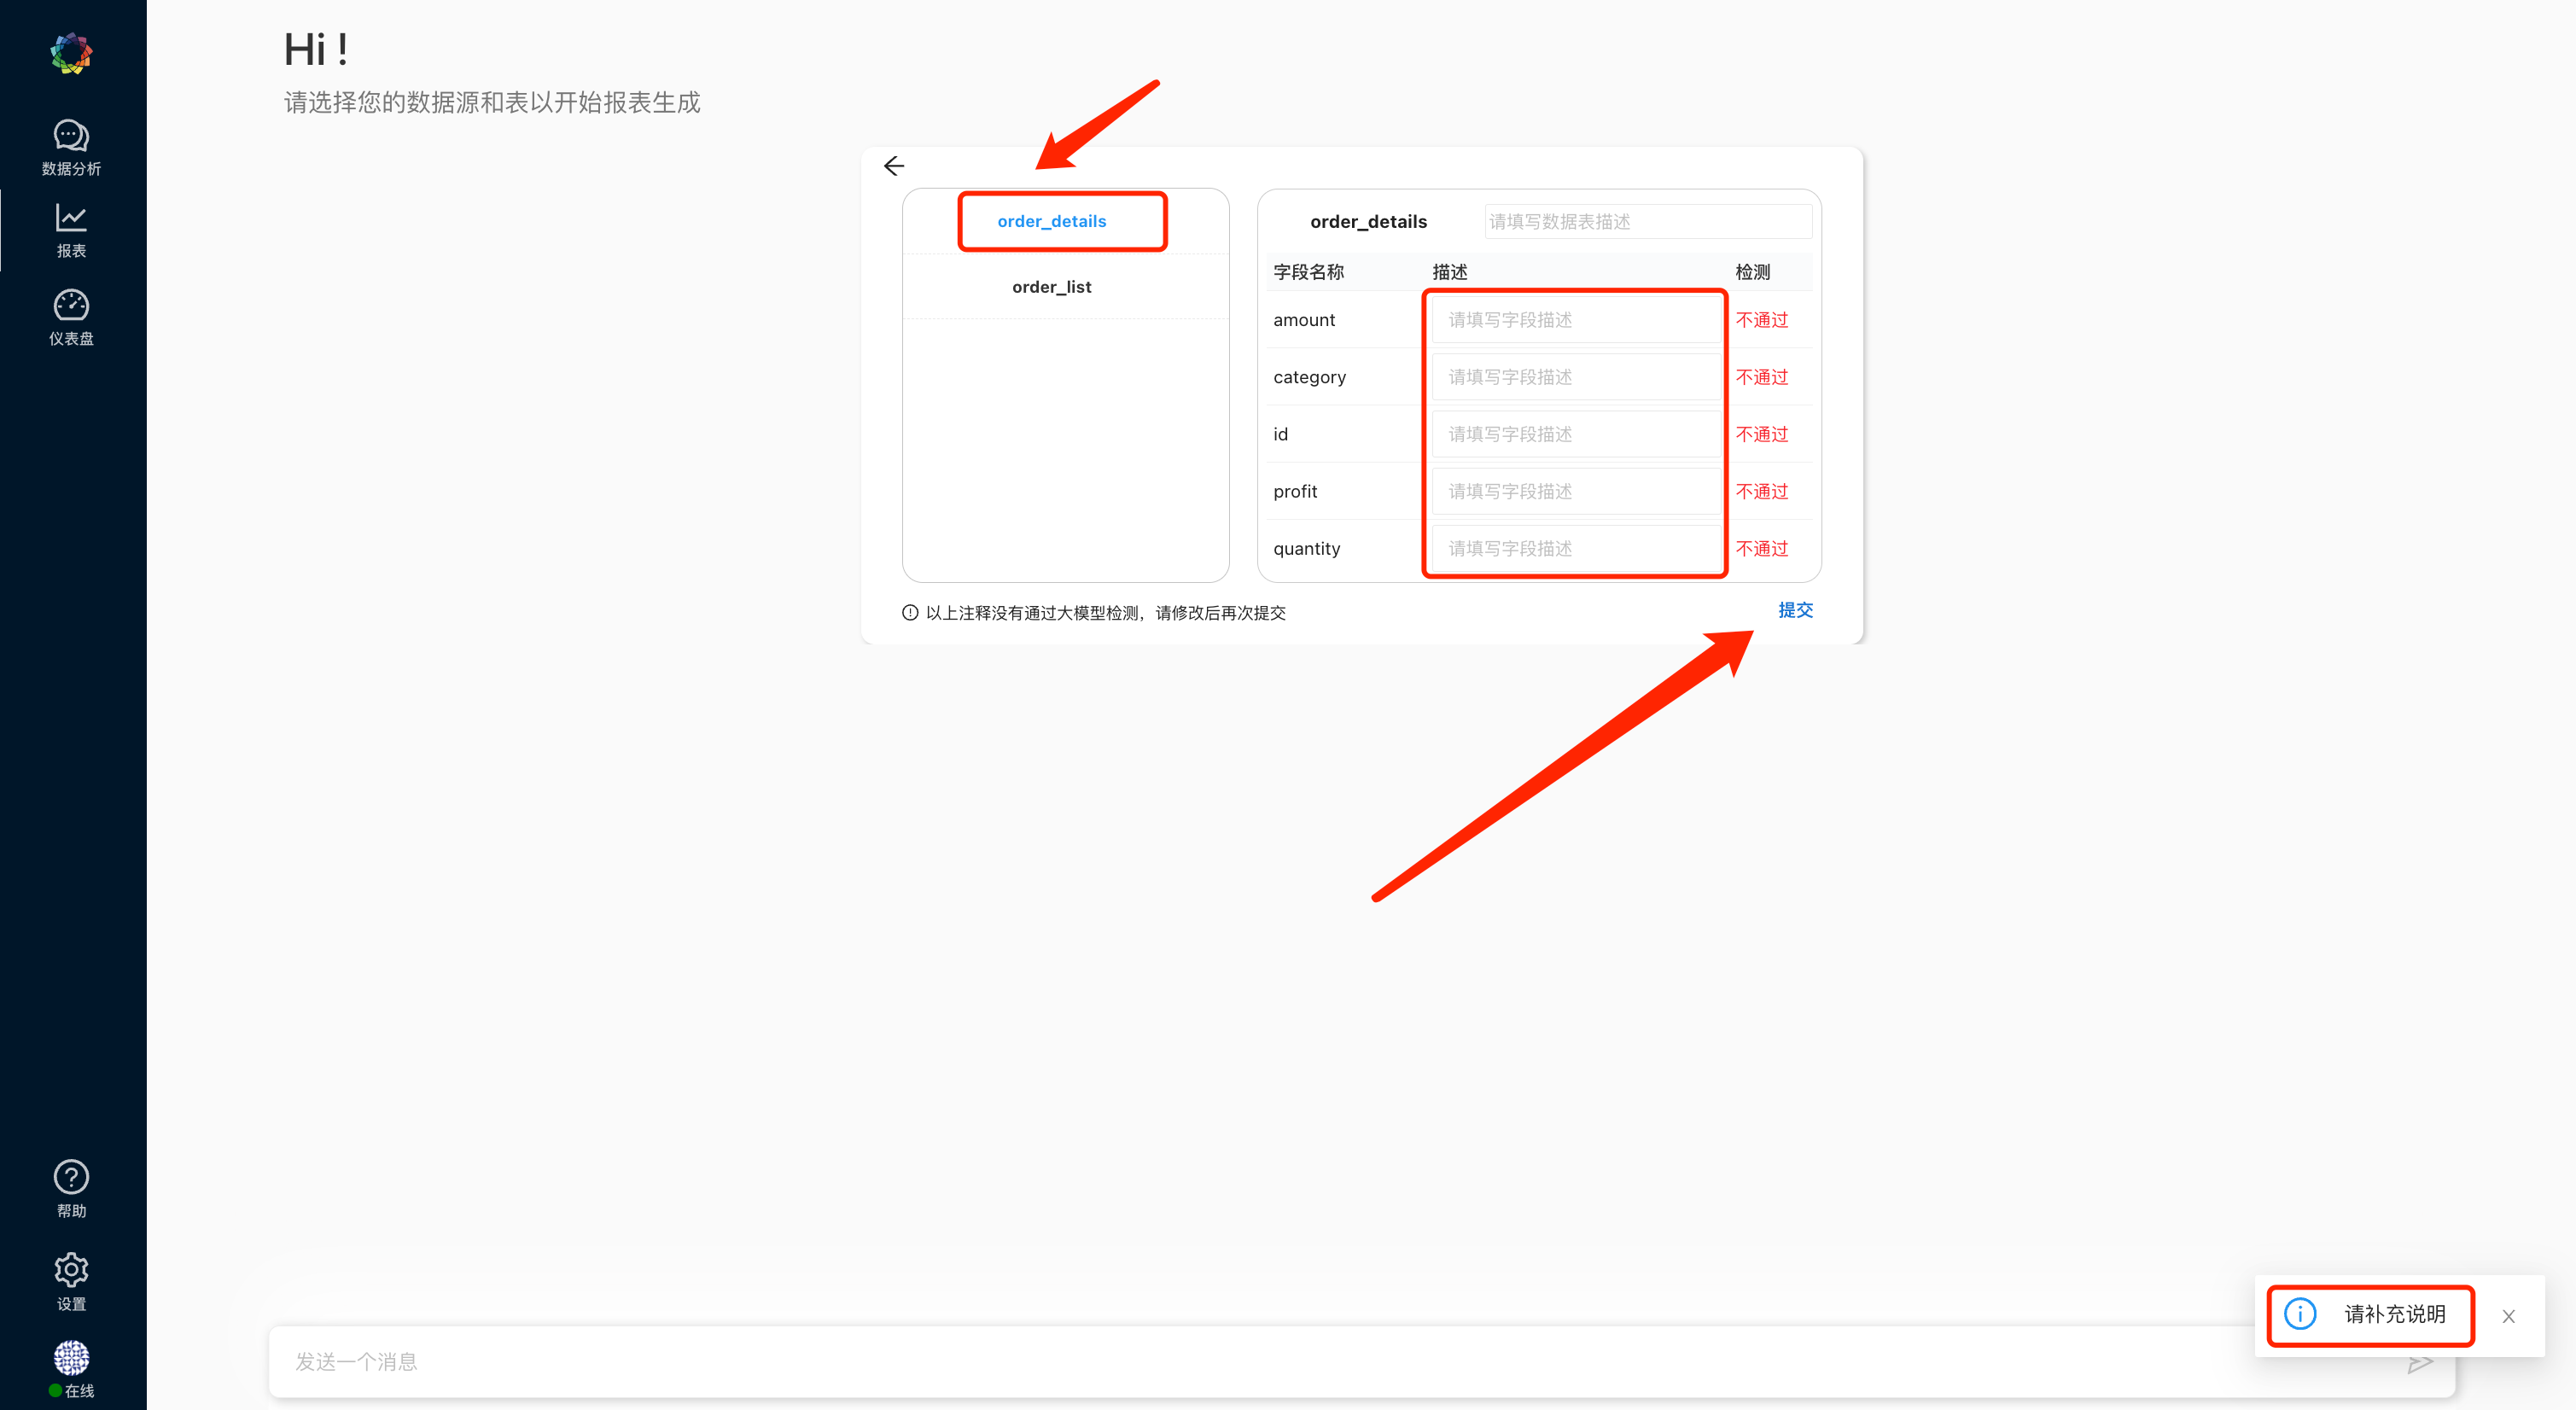 Hi !
请选择您的数据源和表以开始报表生成
数据分析
报表
仪表盘
order_details
order_list
order_details
请填写数据表描述
字段名称 描述 检测
amount 请填写字段描述 不通过
category 请填写字段描述 不通过
id 请填写字段描述 不通过
profit 请填写字段描述 不通过
quantity 请填写字段描述 不通过
以上注释没有通过大模型检测，请修改后再次提交
提交
帮助
设置
在线
请补充说明
发送一个消息